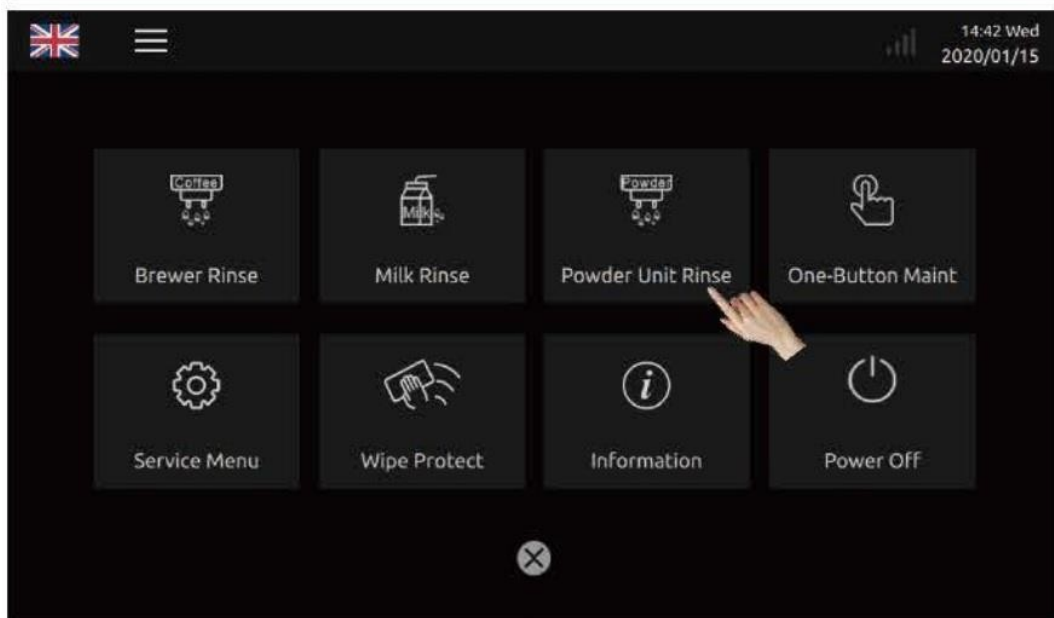 14:42 Wed
2020/01/15
Coffee
Milk
Powder
Brewer Rinse
Milk Rinse
Powder Unit Rinse
One-Button Maint
Service Menu
Wipe Protect
Information
Power Off